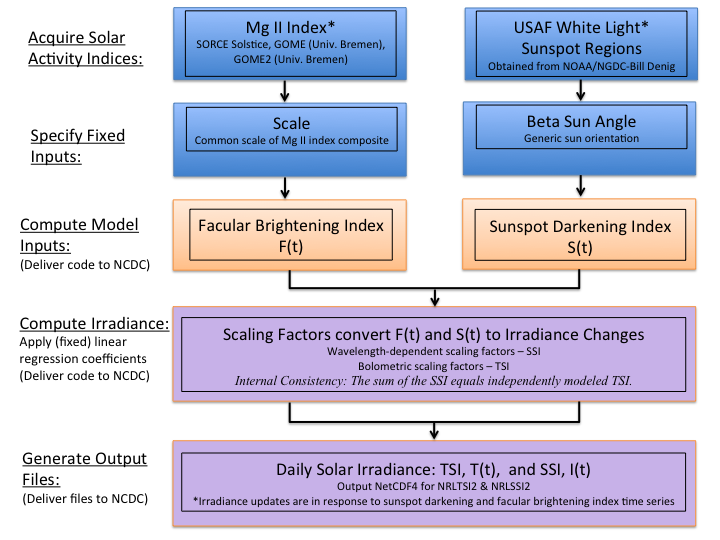 Acquire Solar
Activity Indices:
Mg II Index*
SORCE Solstice, GOME (Univ. Bremen),
GOME2 (Univ. Bremen)
USAF White Light*
Sunspot Regions
Obtained from NOAA/NGDC-Bill Denig
Specify Fixed
Inputs:
Scale
Common scale of Mg II index composite
Beta Sun Angle
Generic sun orientation
Compute Model
Inputs:
(Deliver code to NCDC)
Facular Brightening Index
F(t)
Sunspot Darkening Index
S(t)
Compute Irradiance:
Apply (fixed) linear
regression coefficients
(Deliver code to NCDC)
Scaling Factors convert F(t) and S(t) to Irradiance Changes
Wavelength-dependent scaling factors – SSI
Bolometric scaling factors – TSI
Internal Consistency: The sum of the SSI equals independently modeled TSI.
Generate Output
Files:
(Deliver files to NCDC)
Daily Solar Irradiance: TSI, T(t), and SSI, I(t)
Output NetCDF4 for NRLTSI2 & NRLSSI2
*Irradiance updates are in response to sunspot darkening and facular brightening index time series